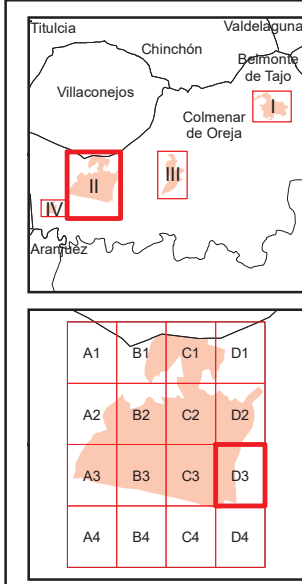 Titulcia
Valdelaguna
Chinchón
Belmonte
de Tajo
Villaconejos
I
Colmenar
de Oreja
II
III
IV
Aranjuez
A1 B1 C1 D1
A2 B2 C2 D2
A3 B3 C3 D3
A4 B4 C4 D4